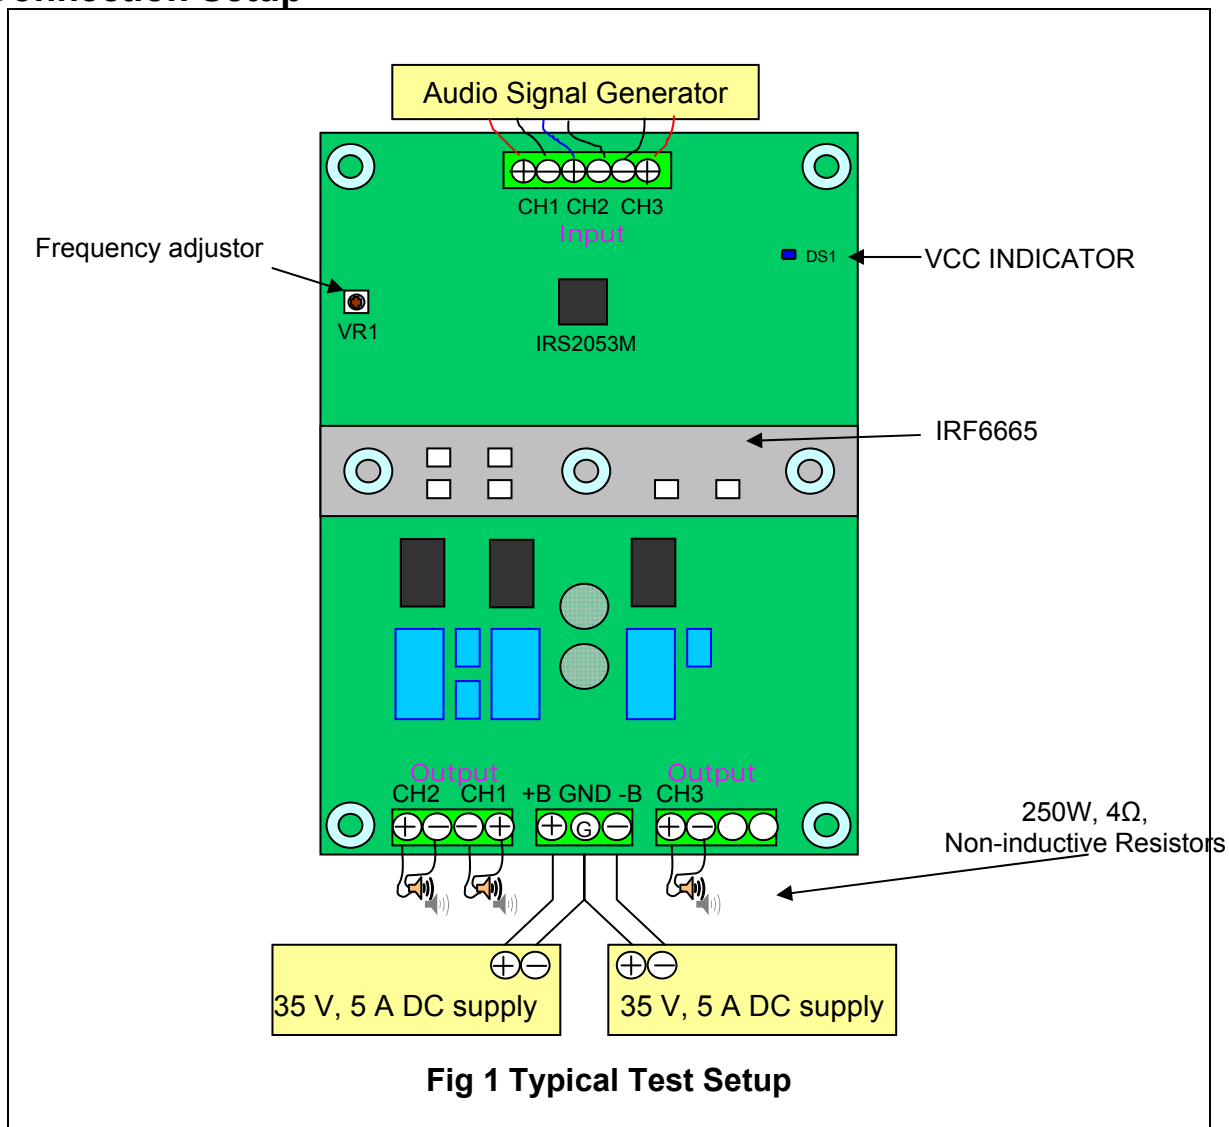 Connection Setup
Audio Signal Generator
CH1 CH2 CH3
Input
Frequency adjustor
DS1
VCC INDICATOR
VR1
IRS2053M
IRF6665
Output
Output
CH2 CH1 +B GND -B CH3
G
250W, 4Ω,
Non-inductive Resistors
35 V, 5 A DC supply
35 V, 5 A DC supply
Fig 1 Typical Test Setup